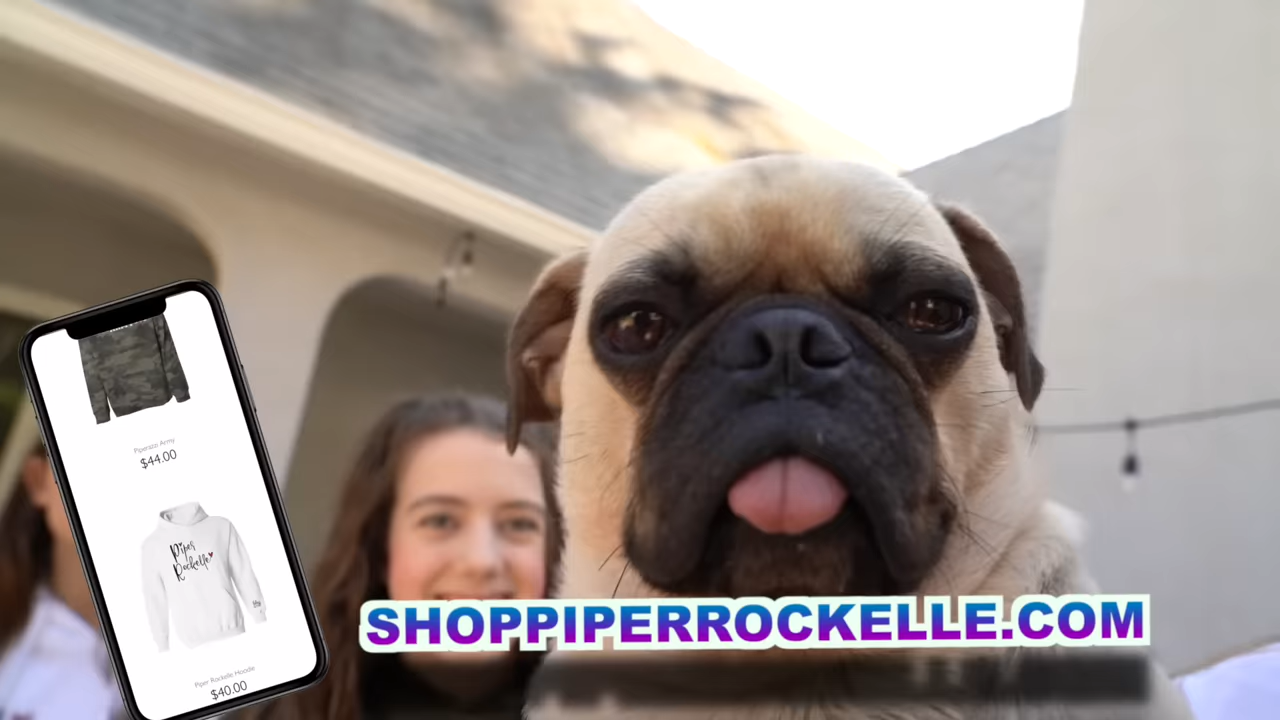 Piperazzi Army
$44.00
Piper
Rockelle
Piper Rockelle Hoodie
$40.00
SHOPPIPERROCKELLE.COM